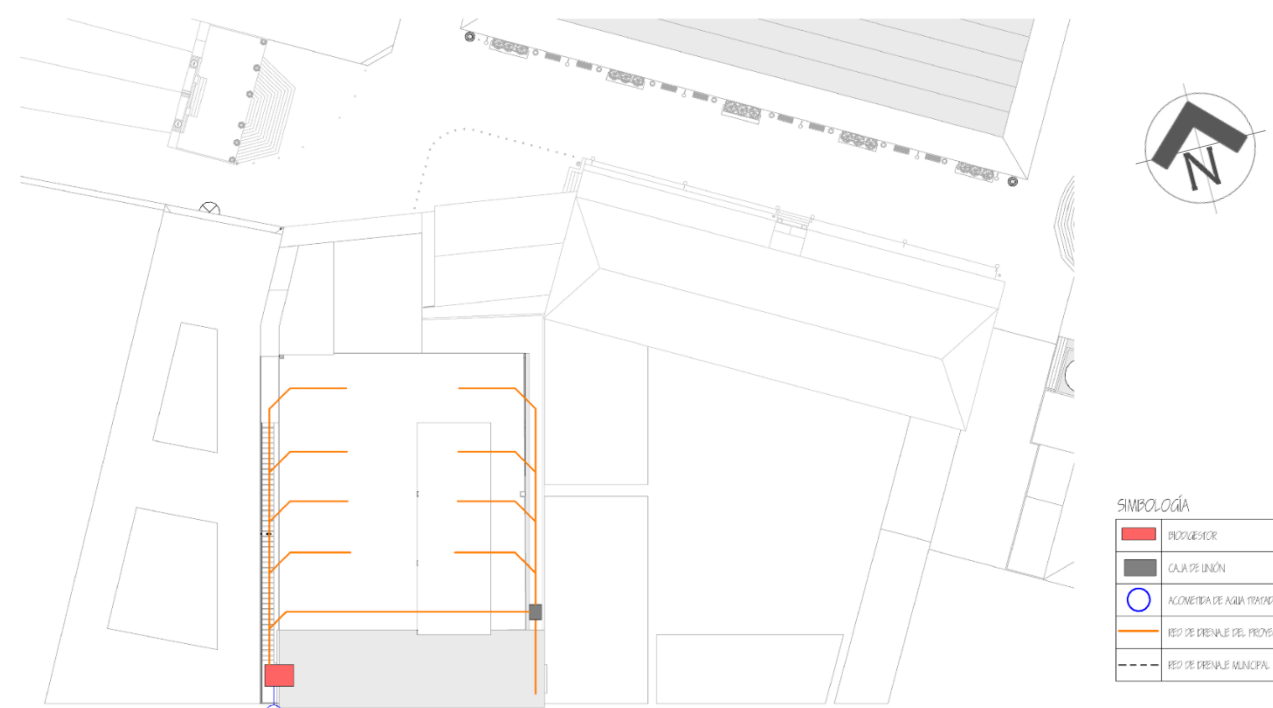 N
SIMBOLOGÍA
BIODIGESTOR
CAJA DE UNIÓN
ACOMETIDA DE AGUA TRATAD
RED DE DRENAJE DEL PROYE
RED DE DRENAJE MUNICIPAL